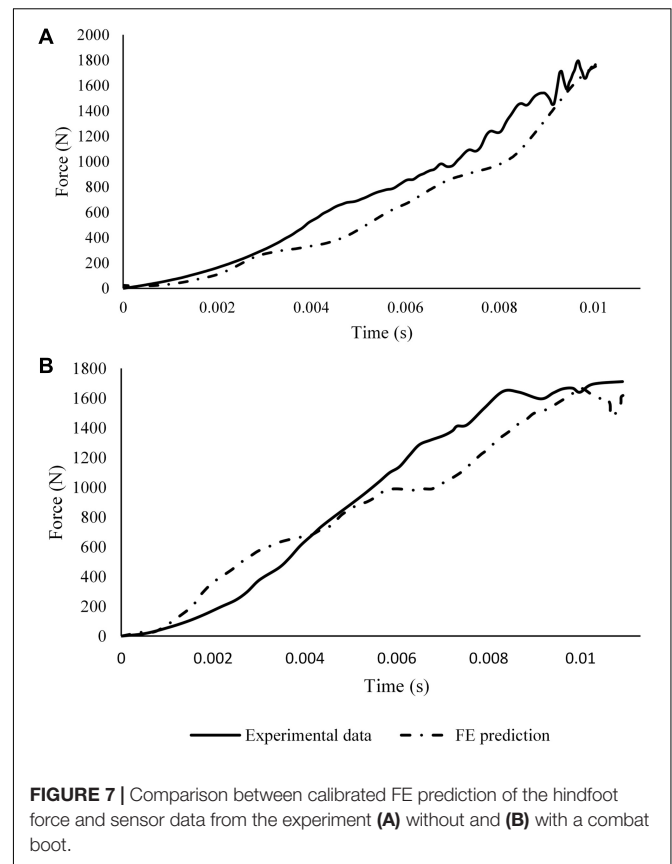 A
2000
1800
1600
1400
1200
1000
800
600
400
200
0
Force (N)
0 0.002 0.004 0.006 0.008 0.01
Time (s)
B
1800
1600
1400
1200
1000
800
600
400
200
0
Force (N)
0 0.002 0.004 0.006 0.008 0.01
Time (s)
Experimental data FE prediction
FIGURE 7 | Comparison between calibrated FE prediction of the hindfoot
force and sensor data from the experiment (A) without and (B) with a combat
boot.